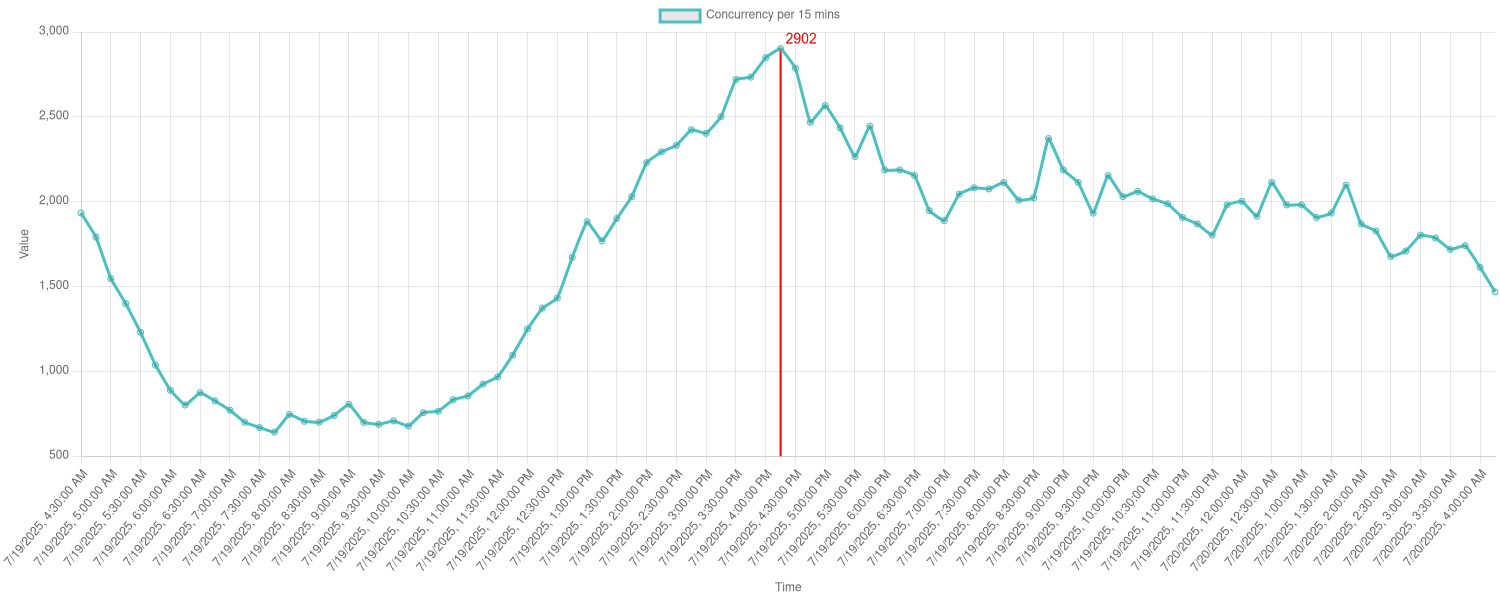 Concurrency per 15 mins
2902
3,000
2,500
2,000
1,500
1,000
500
Value
7/19/2025, 4:30:00 AM
7/19/2025, 5:00:00 AM
7/19/2025, 5:30:00 AM
7/19/2025, 6:00:00 AM
7/19/2025, 6:30:00 AM
7/19/2025, 7:00:00 AM
7/19/2025, 7:30:00 AM
7/19/2025, 8:00:00 AM
7/19/2025, 8:30:00 AM
7/19/2025, 9:00:00 AM
7/19/2025, 9:30:00 AM
7/19/2025, 10:00:00 AM
7/19/2025, 10:30:00 AM
7/19/2025, 11:00:00 AM
7/19/2025, 11:30:00 AM
7/19/2025, 12:00:00 PM
7/19/2025, 12:30:00 PM
7/19/2025, 1:00:00 PM
7/19/2025, 1:30:00 PM
7/19/2025, 2:00:00 PM
7/19/2025, 2:30:00 PM
7/19/2025, 3:00:00 PM
7/19/2025, 3:30:00 PM
7/19/2025, 4:00:00 PM
7/19/2025, 4:30:00 PM
7/19/2025, 5:00:00 PM
7/19/2025, 5:30:00 PM
7/19/2025, 6:00:00 PM
7/19/2025, 6:30:00 PM
7/19/2025, 7:00:00 PM
7/19/2025, 7:30:00 PM
7/19/2025, 8:00:00 PM
7/19/2025, 8:30:00 PM
7/19/2025, 9:00:00 PM
7/19/2025, 9:30:00 PM
7/19/2025, 10:00:00 PM
7/19/2025, 10:30:00 PM
7/19/2025, 11:00:00 PM
7/19/2025, 11:30:00 PM
7/20/2025, 12:00:00 AM
7/20/2025, 12:30:00 AM
7/20/2025, 1:00:00 AM
7/20/2025, 1:30:00 AM
7/20/2025, 2:00:00 AM
7/20/2025, 2:30:00 AM
7/20/2025, 3:00:00 AM
7/20/2025, 3:30:00 AM
7/20/2025, 4:00:00 AM
Time